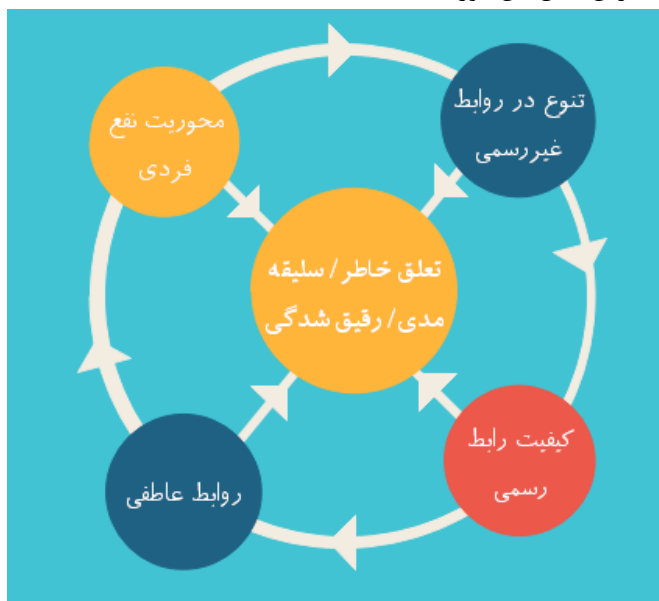 محوریت نفع
فردی
تنوع در روابط
غیررسمی
تعلق خاطر/ سلیقه
مدی/ رقیق شدگی
کیفیت رابط
رسمی
روابط عاطفی